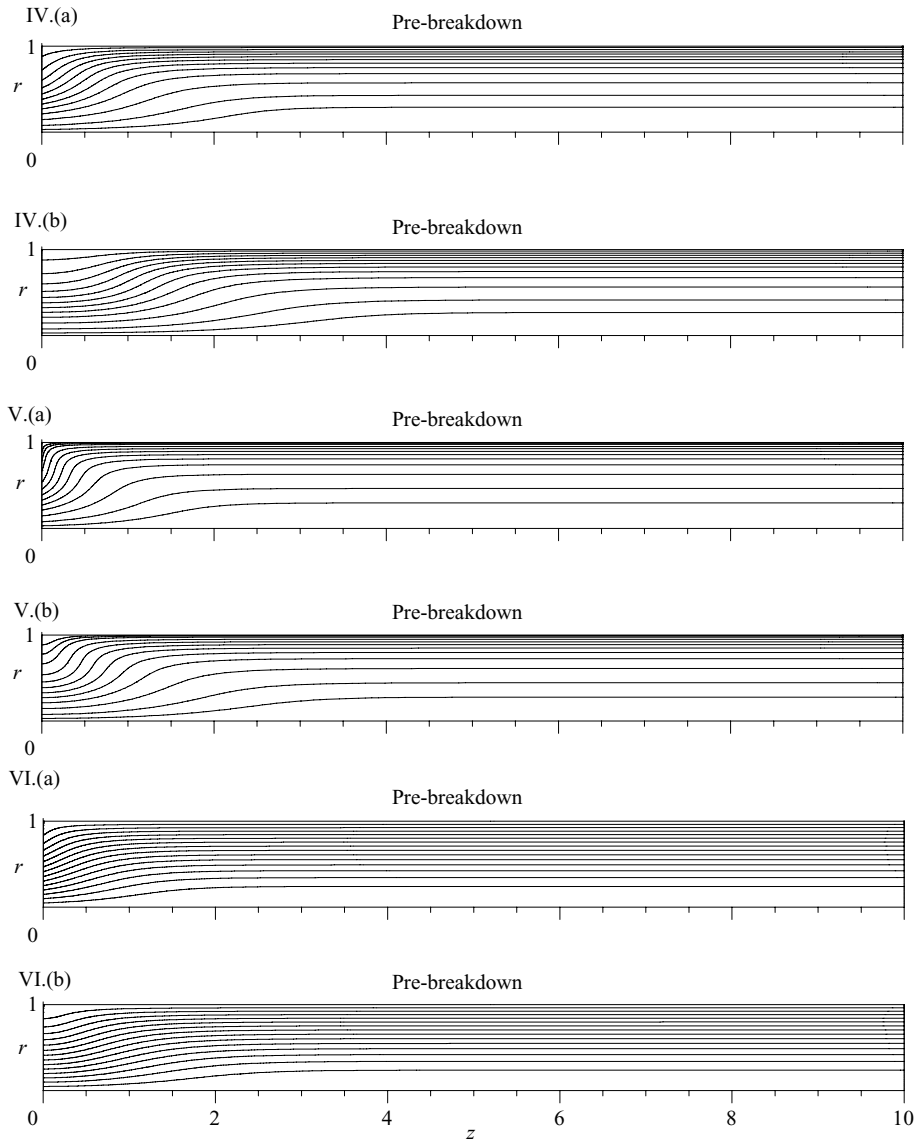 IV.(a)
Pre-breakdown
1
r
0
IV.(b)
Pre-breakdown
1
r
0
V.(a)
Pre-breakdown
1
r
0
V.(b)
Pre-breakdown
1
r
0
VI.(a)
Pre-breakdown
1
r
0
VI.(b)
Pre-breakdown
1
r
0 2 4 6 8 10
z